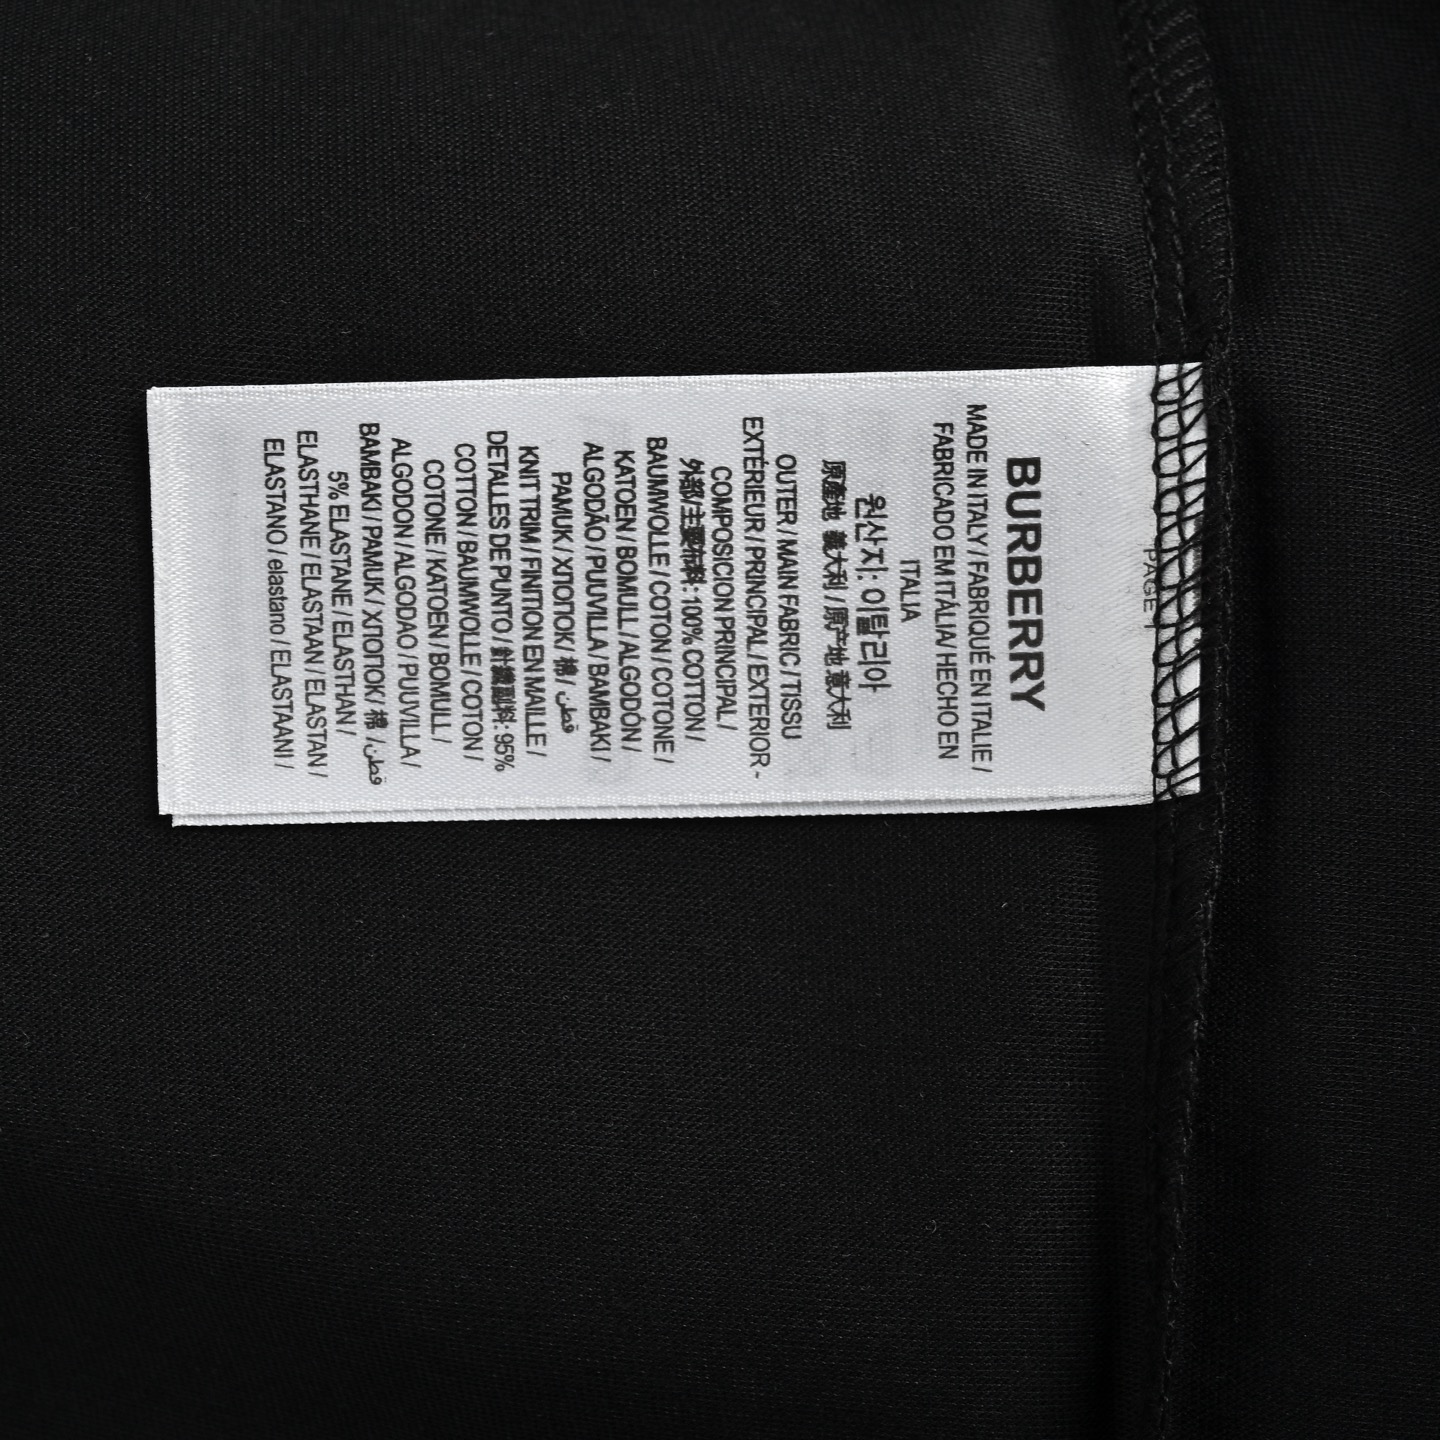 PAGE 1
BURBERRY
MADE IN ITALY / FABRIQUÉ EN ITALIE /
FABRICADO EM ITÁLIA/ HECHO EN
ITALIA
원산지: 이탈리아
原產地 義大利 / 原产地 意大利
OUTER / MAIN FABRIC / TISSU
EXTÉRIEUR / PRINCIPAL / EXTERIOR -
COMPOSICION PRINCIPAL /
外部/主要布料 : 100% COTTON /
BAUMWOLLE / COTON / COTONE /
KATOEN / BOMULL / ALGODÓN /
ALGODÃO / PUUVILLA / BAMBAKI /
PAMUK / ΧΠΟΠΟΚ / 棉 / قطن
KNIT TRIM / FINITION EN MAILLE /
DETALLES DE PUNTO / 針織副料: 95%
COTTON / BAUMWOLLE / COTON /
COTONE / KATOEN / BOMULL /
ALGODON / ALGODAO / PUUVILLA /
BAMBAKI / PAMUK / ΧΠΟΠΟΚ/ 棉 / قطن
5% ELASTANE / ELASTHAN /
ELASTHANE / ELASTAAN / ELASTAN /
ELASTANO / elastano / ELASTAANI /